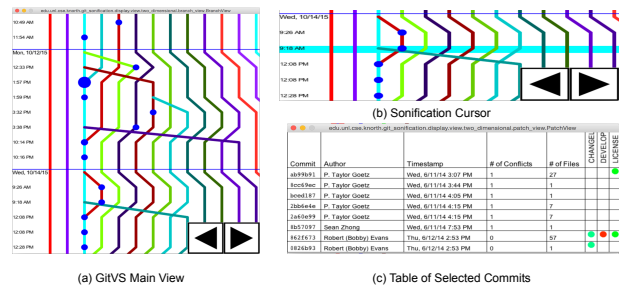 edu.unl.cse.knorth.git_sonification.display.view.two_dimensional.branch_view.BranchView
10:49 AM
11:54 AM
Mon, 10/12/15
12:33 PM
1:57 PM
1:58 PM
1:59 PM
3:32 PM
3:38 PM
10:14 PM
10:16 PM
Wed, 10/14/15
9:26 AM
9:18 AM
12:08 PM
12:08 PM
12:28 PM
(a) GitVS Main View
Wed, 10/14/15
9:26 AM
9:18 AM
12:08 PM
12:08 PM
12:28 PM
(b) Sonification Cursor
edu.unl.cse.knorth.git_sonification.display.view.two_dimensional.patch_view.PatchView
Commit Author Timestamp # of Conflicts # of Files CHANGEL DEVELOP LICENSE
ab99b91 P. Taylor Goetz Wed, 6/11/14 3:07 PM 1 27
8cc69ec P. Taylor Goetz Wed, 6/11/14 3:44 PM 1 1
bceed187 P. Taylor Goetz Wed, 6/11/14 4:05 PM 1 1
2bb6e4e P. Taylor Goetz Wed, 6/11/14 4:15 PM 1 7
2a60e99 P. Taylor Goetz Wed, 6/11/14 4:15 PM 1 7
8b57097 Sean Zhong Wed, 6/11/14 7:53 PM 1 1
862f673 Robert (Bobby) Evans Thu, 6/12/14 2:53 PM 0 57
0826b93 Robert (Bobby) Evans Thu, 6/12/14 2:53 PM 0 1
(c) Table of Selected Commits